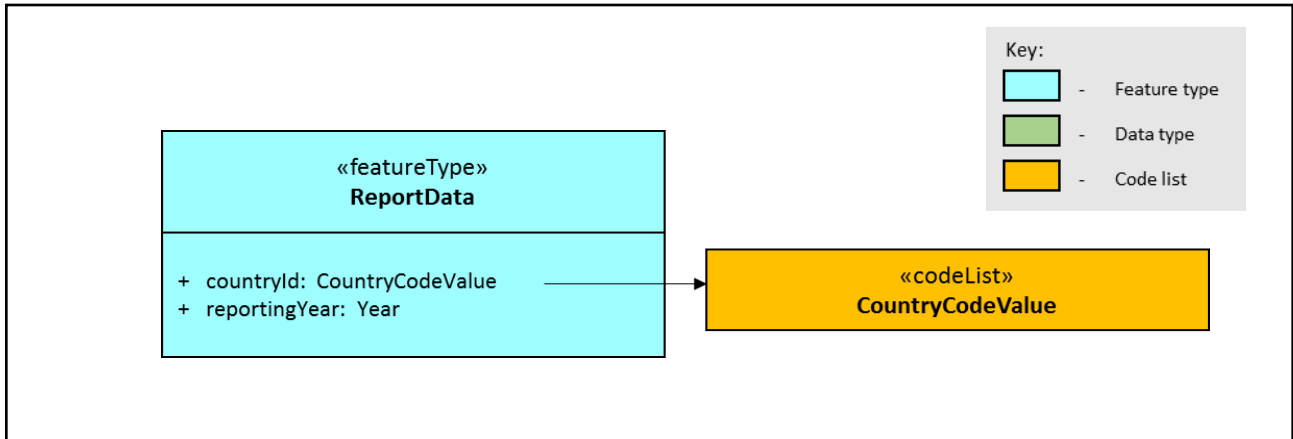 Key:
- Feature type
- Data type
- Code list
«featureType»
ReportData
+ countryId: CountryCodeValue
+ reportingYear: Year
«codeList»
CountryCodeValue